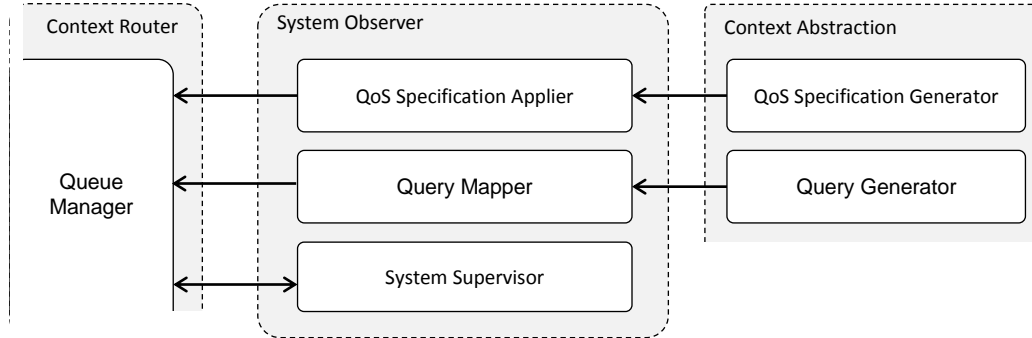 Context Router
System Observer
Context Abstraction
QoS Specification Applier
QoS Specification Generator
Queue
Manager
Query Mapper
Query Generator
System Supervisor